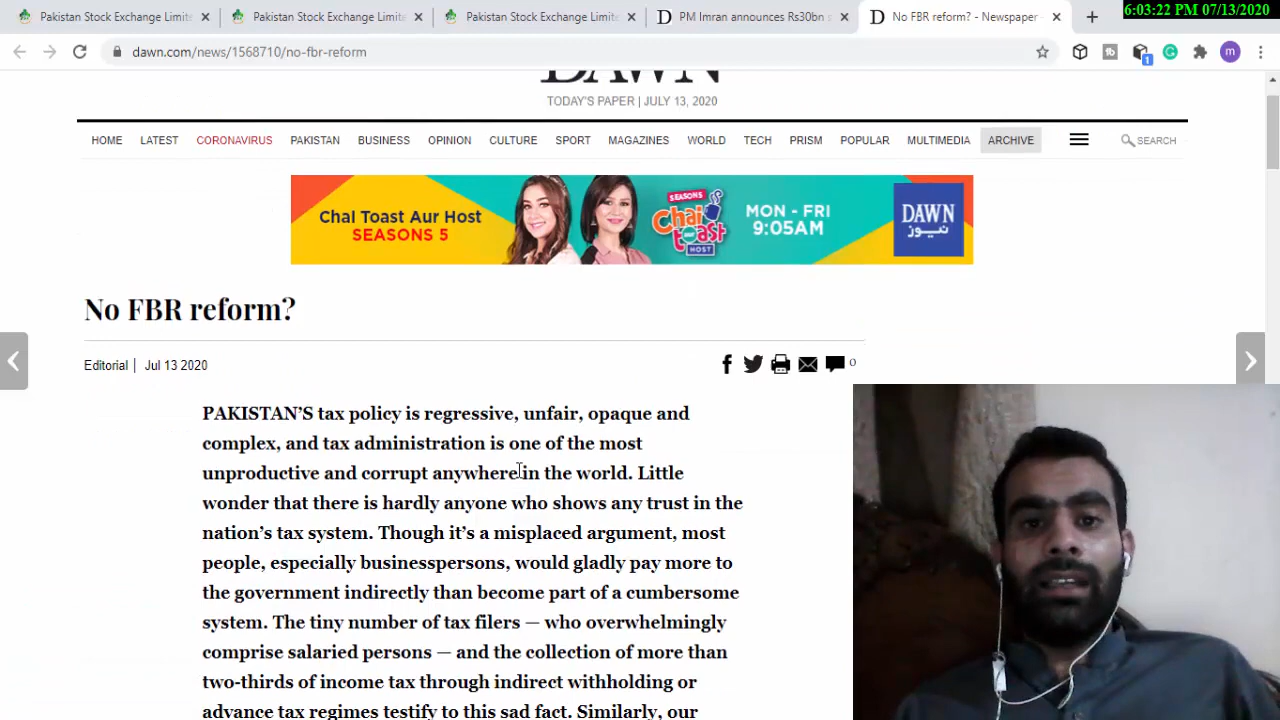 Pakistan Stock Exchange Limite
Pakistan Stock Exchange Limite
Pakistan Stock Exchange Limite
D PM Imran announces Rs30bn
D No FBR reform? - Newspaper
6:03:22 PM 07/13/2020
dawn.com/news/1568710/no-fbr-reform
tb
1
m
DAWN
TODAY'S PAPER | JULY 13, 2020
HOME LATEST CORONAVIRUS PAKISTAN BUSINESS OPINION CULTURE SPORT MAGAZINES WORLD TECH PRISM POPULAR MULTIMEDIA ARCHIVE SEARCH
Chai Toast Aur Host
SEASONS 5
SEASON5
Chai
toast
HOST
MON - FRI
9:05AM
DAWN
نیوز
No FBR reform?
Editorial | Jul 13 2020
0
PAKISTAN'S tax policy is regressive, unfair, opaque and
complex, and tax administration is one of the most
unproductive and corrupt anywhere in the world. Little
wonder that there is hardly anyone who shows any trust in the
nation's tax system. Though it's a misplaced argument, most
people, especially businesspersons, would gladly pay more to
the government indirectly than become part of a cumbersome
system. The tiny number of tax filers — who overwhelmingly
comprise salaried persons — and the collection of more than
two-thirds of income tax through indirect withholding or
advance tax regimes testify to this sad fact. Similarly, our